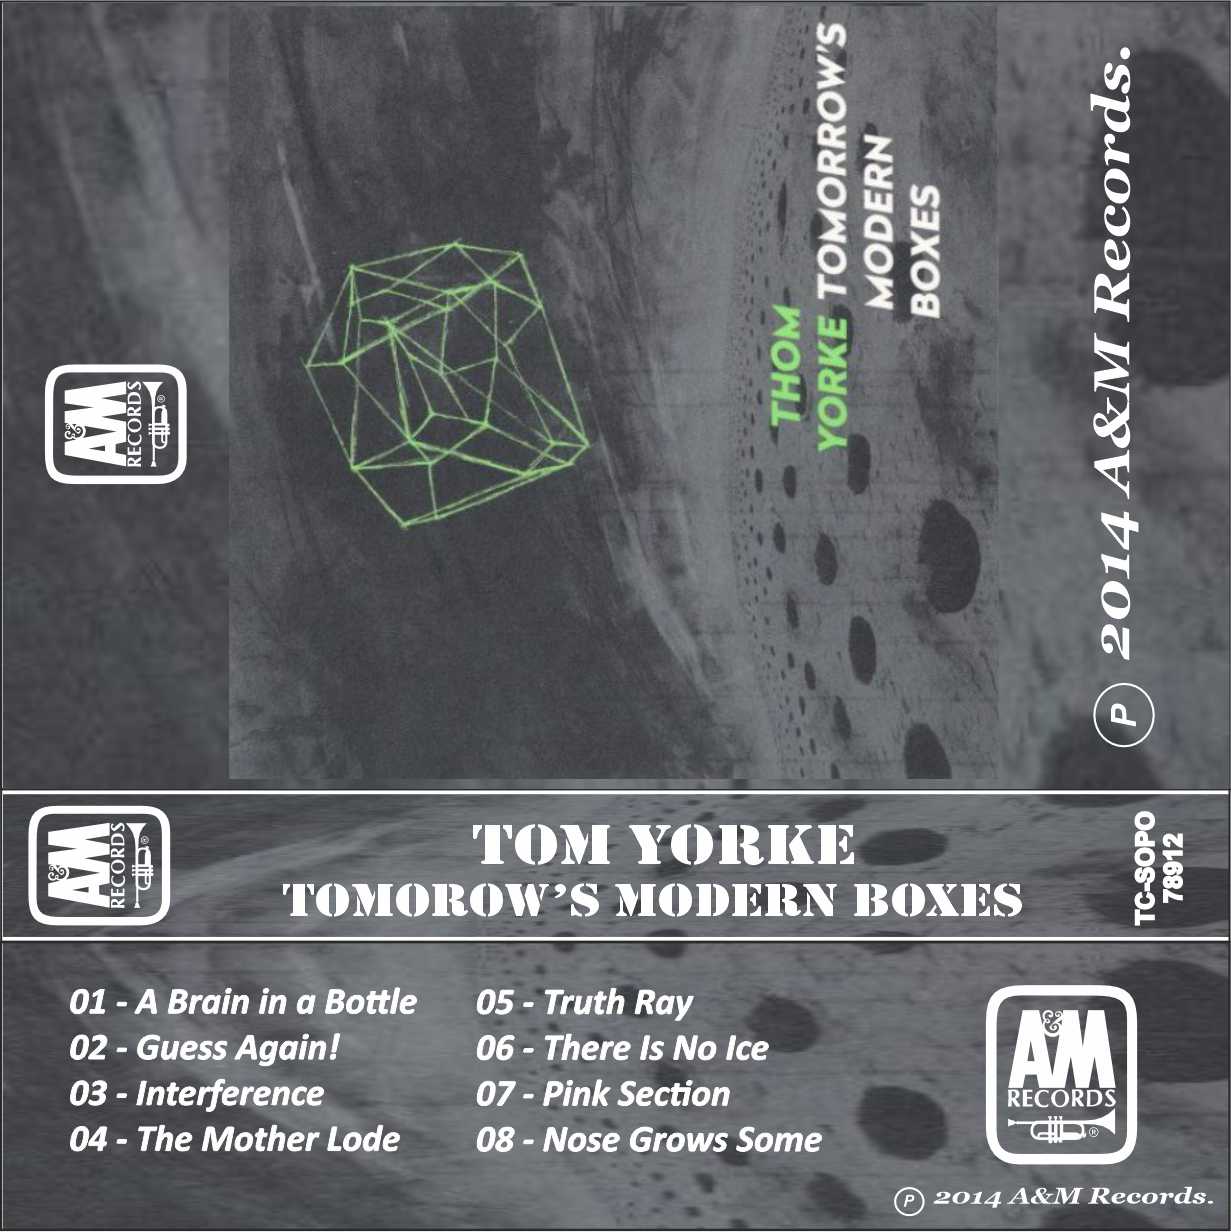 A&M
RECORDS
®
THOM
YORKE
TOMORROW'S
MODERN
BOXES
Ⓟ 2014 A&M Records.
A&M
RECORDS
®
TOM YORKE
TOMOROW'S MODERN BOXES
TC-SOPO
78912
01 - A Brain in a Bottle
02 - Guess Again!
03 - Interference
04 - The Mother Lode
05 - Truth Ray
06 - There Is No Ice
07 - Pink Section
08 - Nose Grows Some
A&M
RECORDS
®
Ⓟ 2014 A&M Records.